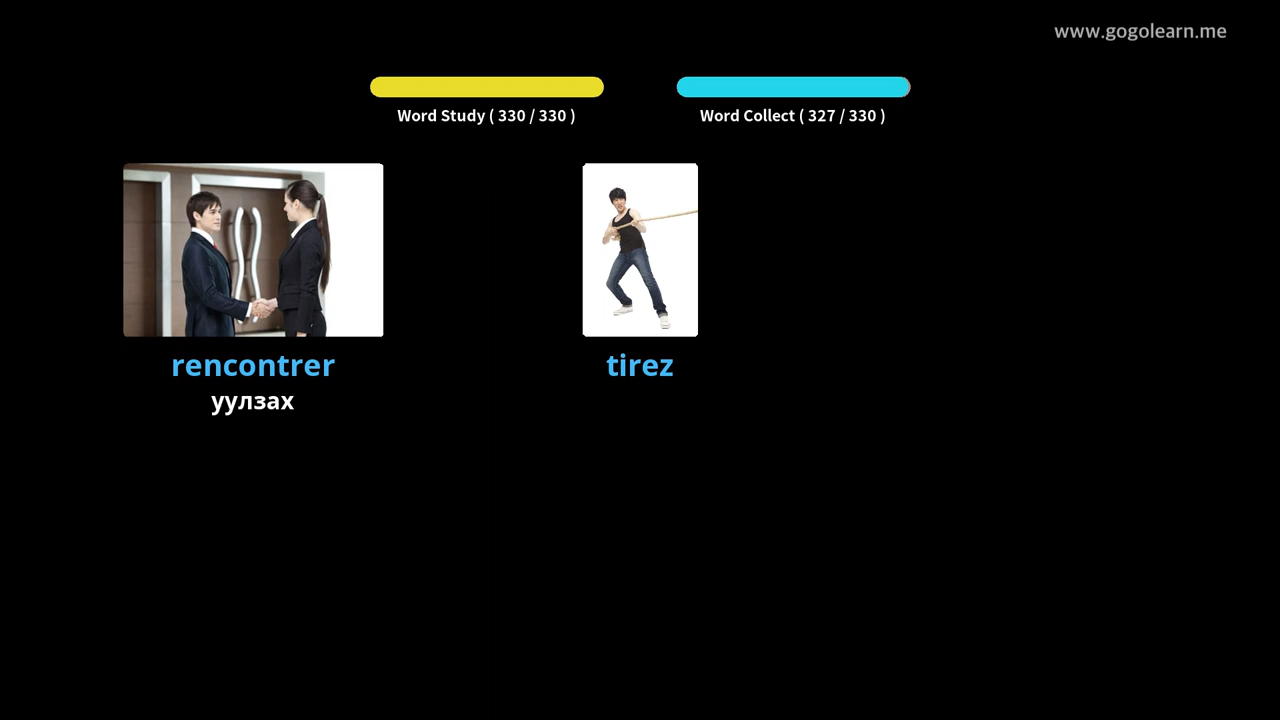 www.gogolearn.me
Word Study ( 330 / 330 )
Word Collect ( 327 / 330 )
rencontrer
tirez
уулзах